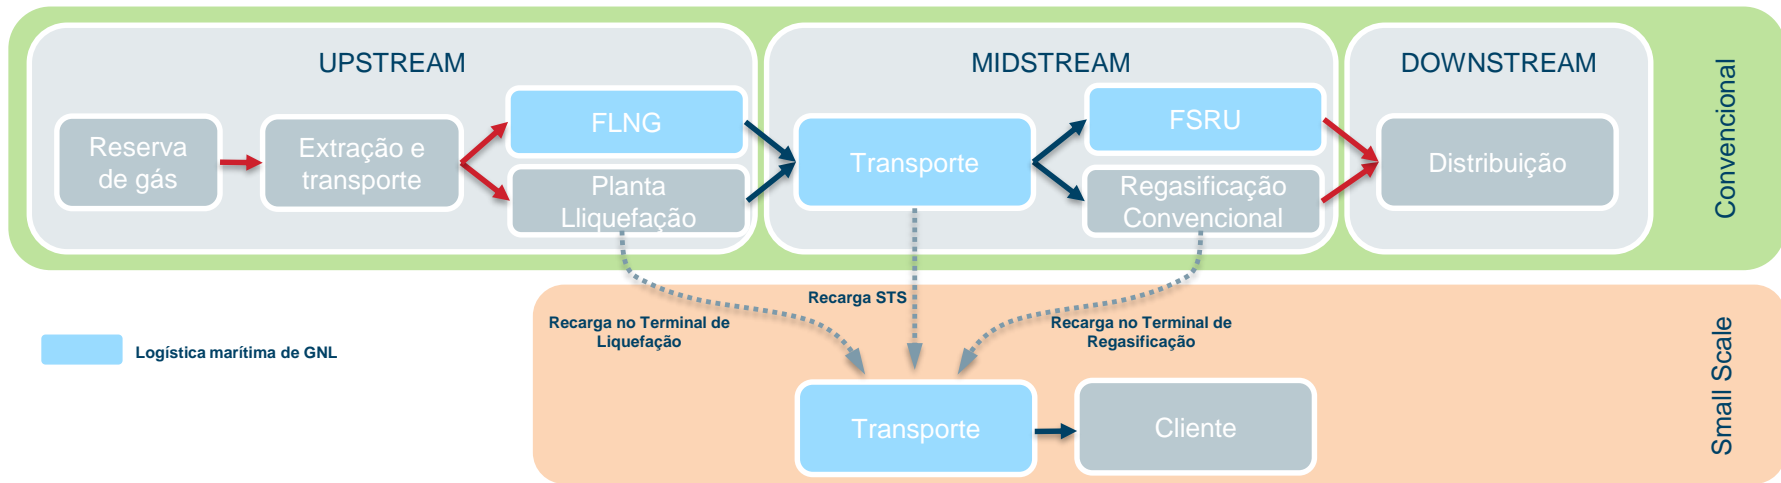 UPSTREAM
MIDSTREAM
DOWNSTREAM
Convencional
Reserva
de gás
Extração e
transporte
FLNG
Planta
Lliquefação
Transporte
FSRU
Regasificação
Convencional
Distribuição
Recarga STS
Recarga no Terminal de
Liquefação
Recarga no Terminal de
Regasificação
Logística marítima de GNL
Transporte
Cliente
Small Scale